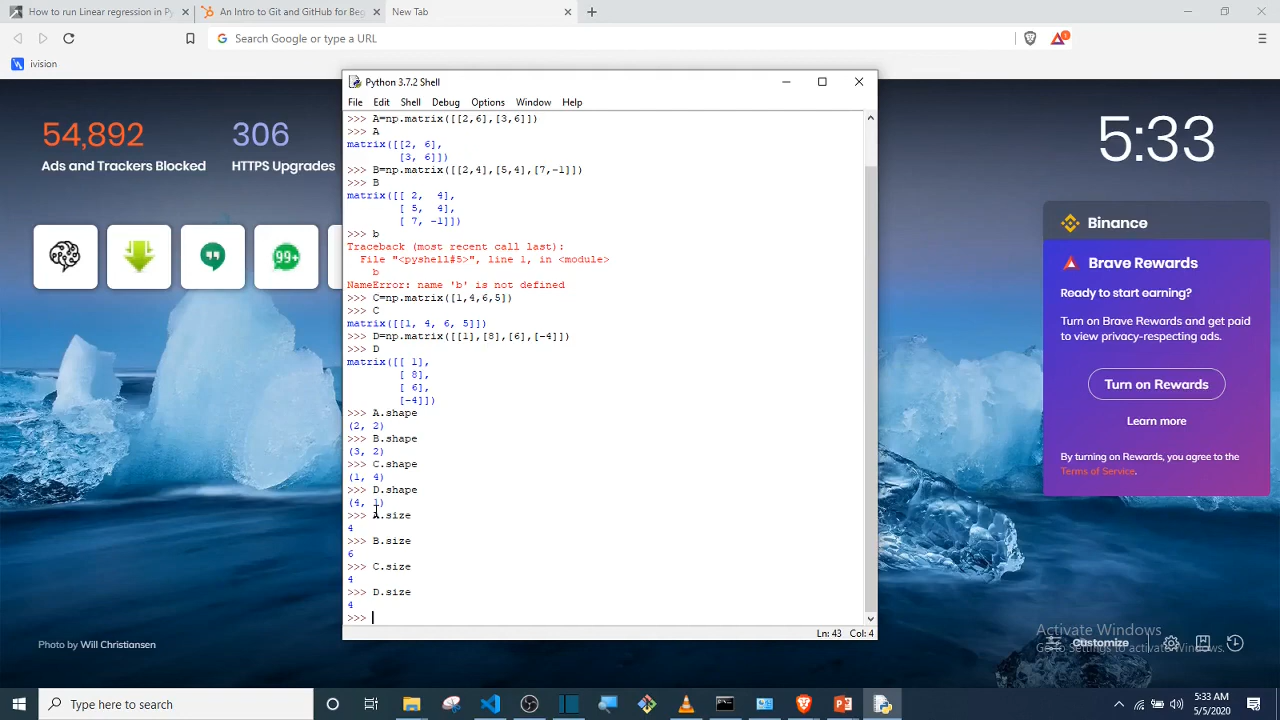 How to run Linear regression in Py
An Intro to Git and GitHub for Beg
New Tab
Search Google or type a URL
1
ivision
Python 3.7.2 Shell
File Edit Shell Debug Options Window Help
>>> A=np.matrix([[2,6],[3,6]])
>>> A
matrix([[2, 6],
        [3, 6]])
>>> B=np.matrix([[2,4],[5,4],[7,-1]])
>>> B
matrix([[ 2,  4],
        [ 5,  4],
        [ 7, -1]])
>>> b
Traceback (most recent call last):
  File "<pyshell#5>", line 1, in <module>
    b
NameError: name 'b' is not defined
>>> C=np.matrix([1,4,6,5])
>>> C
matrix([[1, 4, 6, 5]])
>>> D=np.matrix([[1],[8],[6],[-4]])
>>> D
matrix([[ 1],
        [ 8],
        [ 6],
        [-4]])
>>> A.shape
(2, 2)
>>> B.shape
(3, 2)
>>> C.shape
(1, 4)
>>> D.shape
(4, 1)
>>> A.size
4
>>> B.size
6
>>> C.size
4
>>> D.size
4
>>>
Ln: 43 Col: 4
54,892
Ads and Trackers Blocked
306
HTTPS Upgrades
99+
5:33
Binance
Brave Rewards
Ready to start earning?
Turn on Brave Rewards and get paid
to view privacy-respecting ads.
Turn on Rewards
Learn more
By turning on Rewards, you agree to the
Terms of Service.
Photo by Will Christiansen
Activate Windows
Go to Settings to activate Windows.
Customize
Type here to search
5:33 AM
5/5/2020